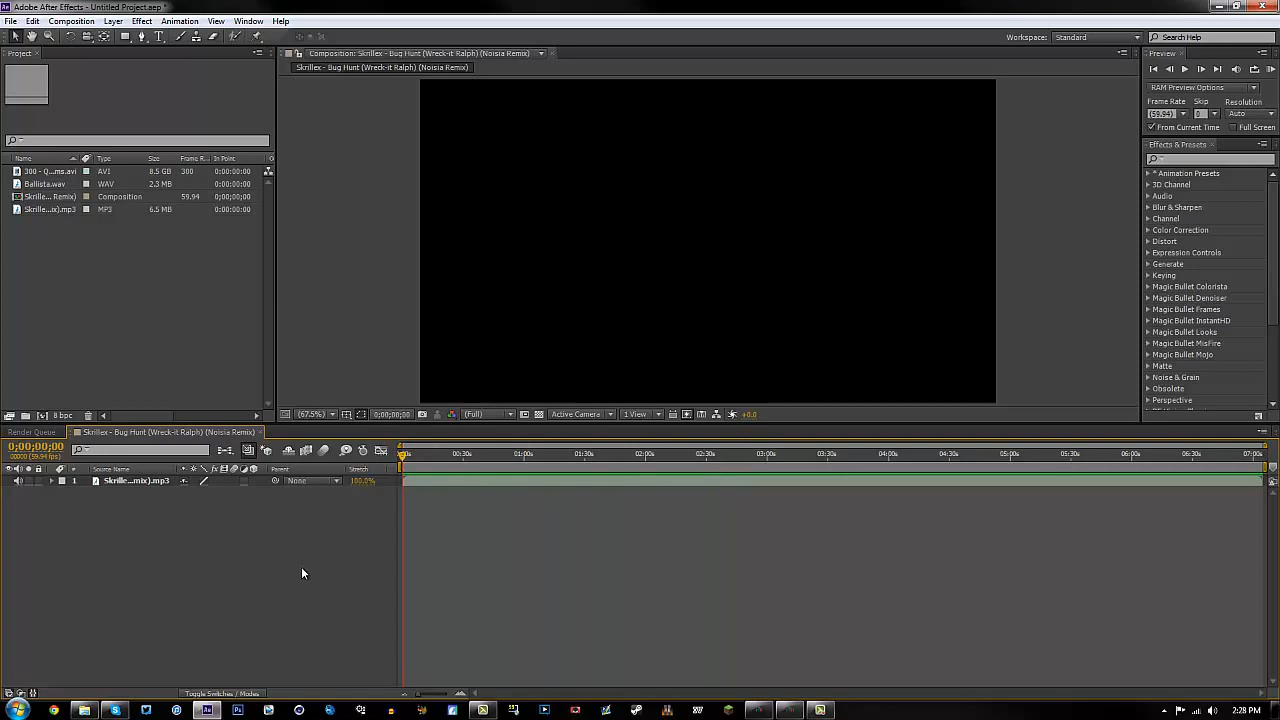 Adobe After Effects - Untitled Project.aep *
File Edit Composition Layer Effect Animation View Window Help
Workspace: Standard Search Help
Project
Composition: Skrillex - Bug Hunt (Wreck-it Ralph) (Noisia Remix)
Preview
Skrillex - Bug Hunt (Wreck-it Ralph) (Noisia Remix)
RAM Preview Options
Frame Rate Skip Resolution
(59.94) 0 Auto
From Current Time Full Screen
Effects & Presets
Name Type Size Frame R... In Point
300 - Q...ms.avi AVI 8.5 GB 300 0:00:00:00
Ballista.wav WAV 2.3 MB 0:00:00:00
Skrille... Remix) Composition 59.94 0;00;00;00
Skrille...ix).mp3 MP3 6.5 MB 0:00:00:00
* Animation Presets
3D Channel
Audio
Blur & Sharpen
Channel
Color Correction
Distort
Expression Controls
Generate
Keying
Magic Bullet Colorista
Magic Bullet Denoiser
Magic Bullet Frames
Magic Bullet InstantHD
Magic Bullet Looks
Magic Bullet MisFire
Magic Bullet Mojo
Matte
Noise & Grain
Obsolete
Perspective
8 bpc
(67.5%) 0;00;00;00 (Full) Active Camera 1 View +0.0
Render Queue
Skrillex - Bug Hunt (Wreck-it Ralph) (Noisia Remix)
0;00;00;00
00000 (59.94 fps)
00:30s 01:00s 01:30s 02:00s 02:30s 03:00s 03:30s 04:00s 04:30s 05:00s 05:30s 06:00s 06:30s 07:00s
# Source Name Parent Stretch
1 Skrille...mix).mp3 None 100.0%
Toggle Switches / Modes
2:28 PM